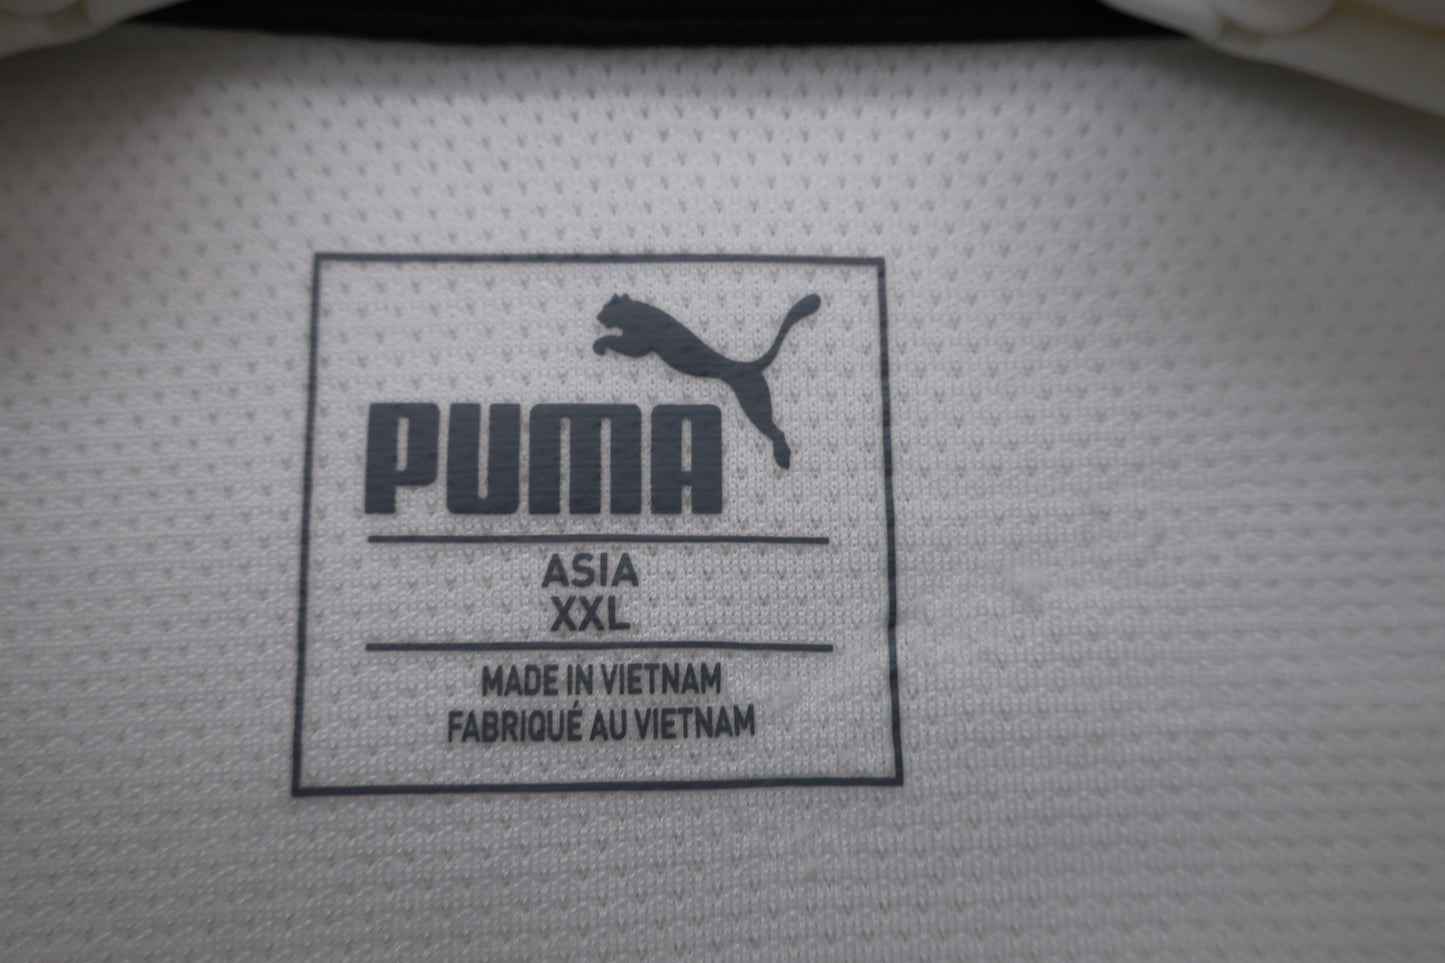 PUMA
ASIA
XXL
MADE IN VIETNAM
FABRIQUÉ AU VIETNAM